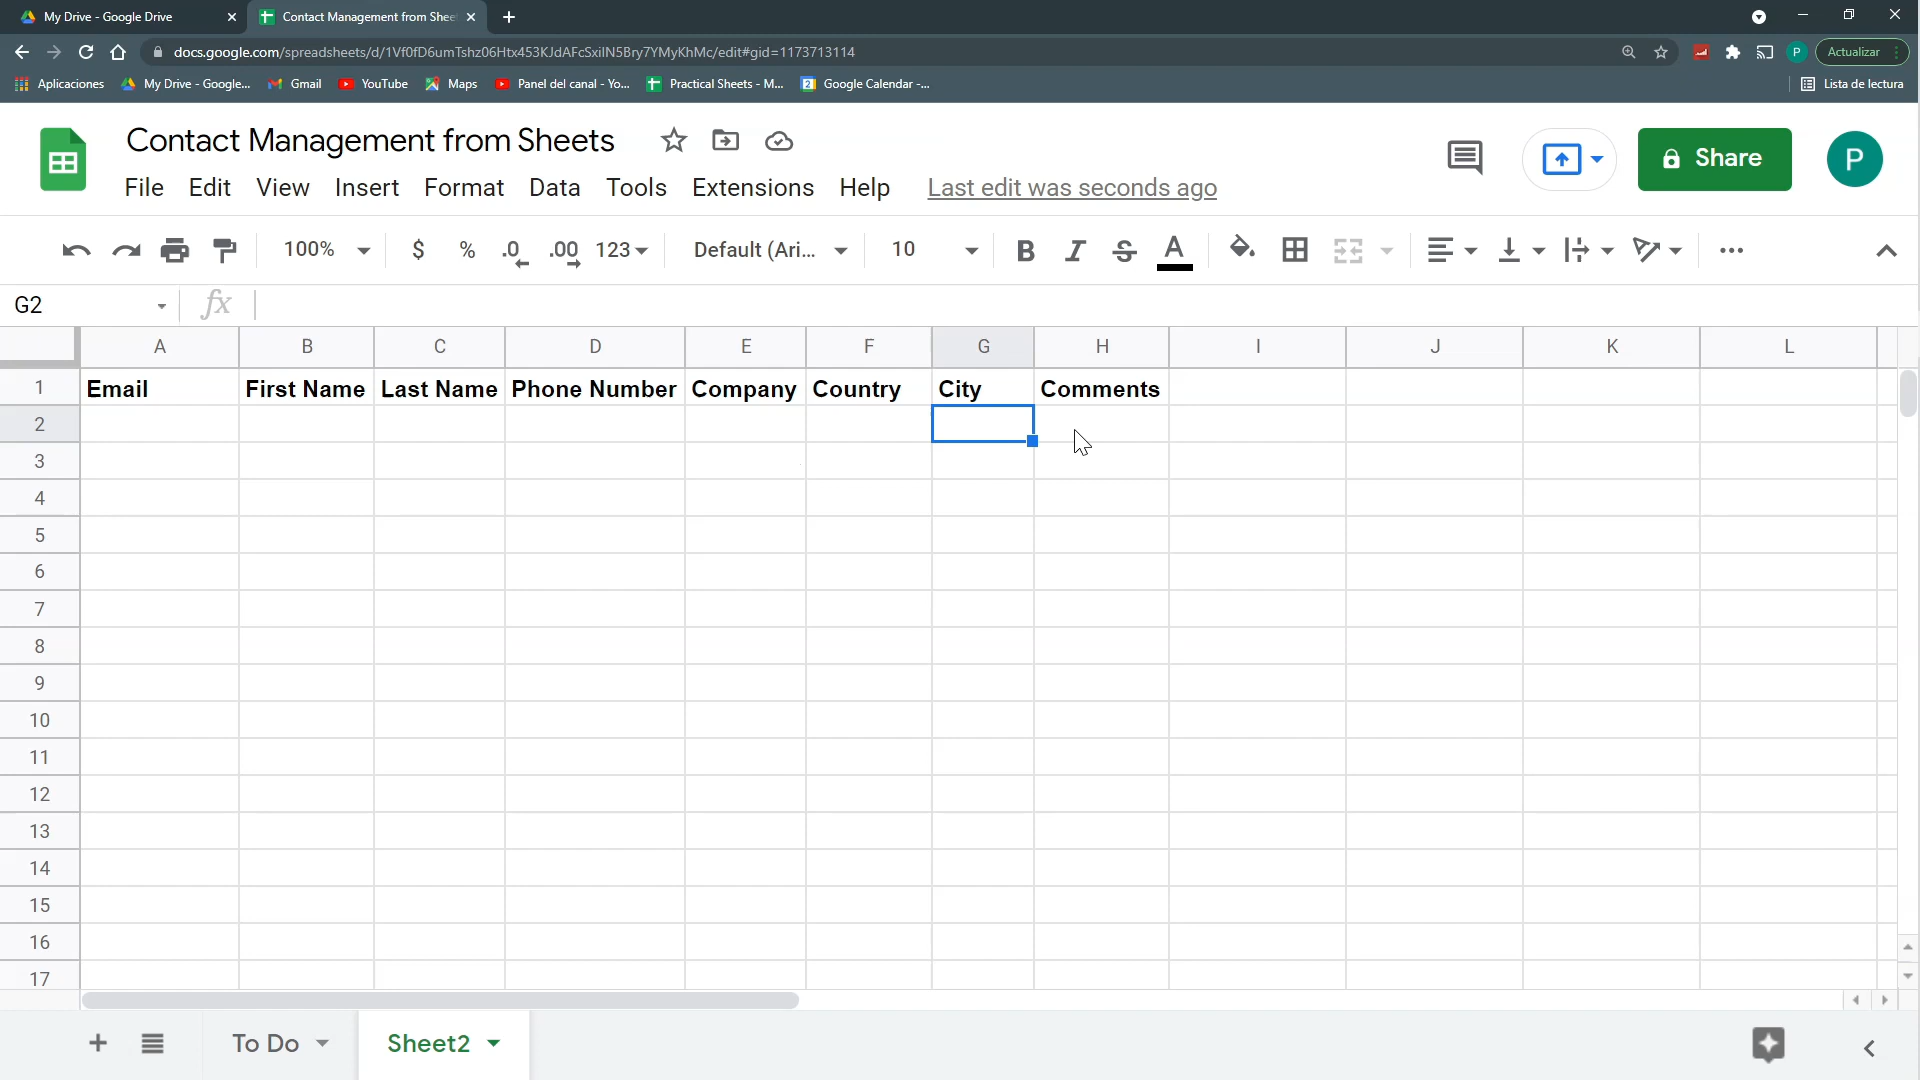 My Drive - Google Drive
Contact Management from Shee
docs.google.com/spreadsheets/d/1Vf0fD6umTshz06Htx453KJdAFcSxilN5Bry7YMyKhMc/edit#gid=1173713114
P
Actualizar
Aplicaciones
My Drive - Google...
Gmail
YouTube
Maps
Panel del canal - Yo...
Practical Sheets - M...
Google Calendar -...
Lista de lectura
Contact Management from Sheets
Share
P
File Edit View Insert Format Data Tools Extensions Help Last edit was seconds ago
100% $ % .0 .00 123 Default (Ari... 10 B I S A
G2 fx
A B C D E F G H I J K L
1 Email First Name Last Name Phone Number Company Country City Comments
2
3
4
5
6
7
8
9
10
11
12
13
14
15
16
17
To Do Sheet2